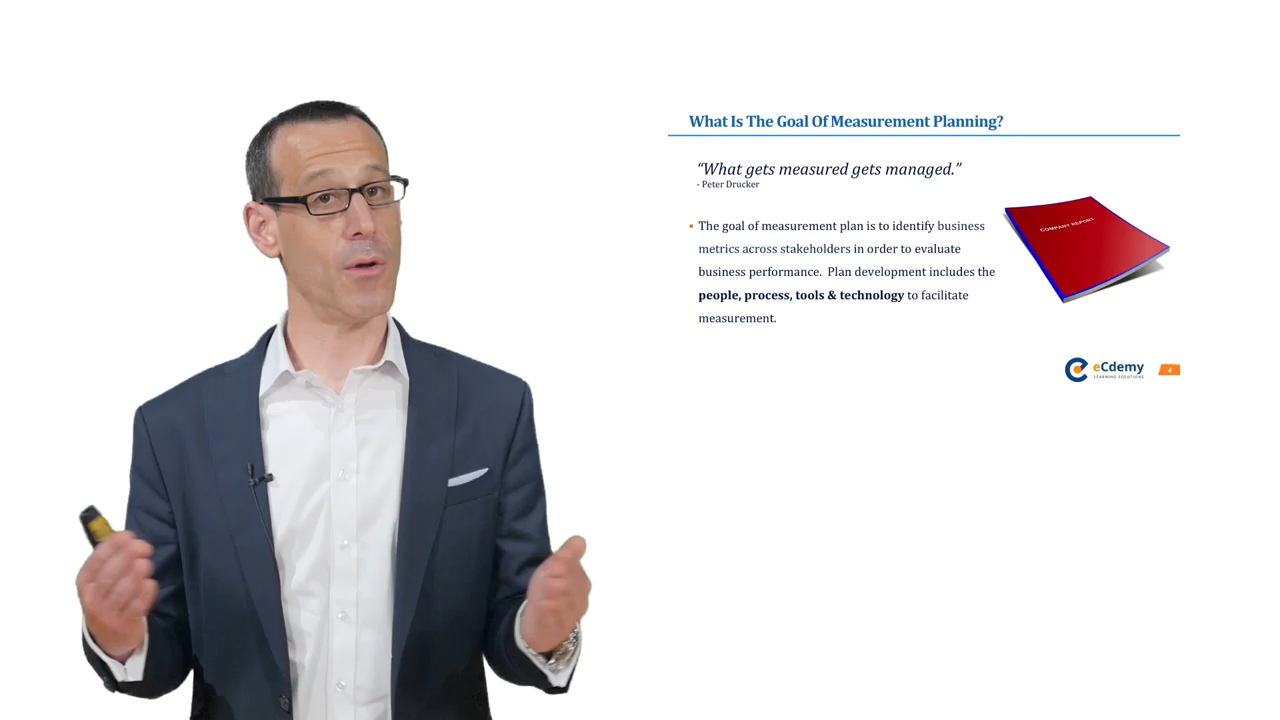 What Is The Goal Of Measurement Planning?
“What gets measured gets managed.”
- Peter Drucker
▪ The goal of measurement plan is to identify business
metrics across stakeholders in order to evaluate
business performance.  Plan development includes the
people, process, tools & technology to facilitate
measurement.
COMPANY REPORT
eCdemy
LEARNING SOLUTIONS
4